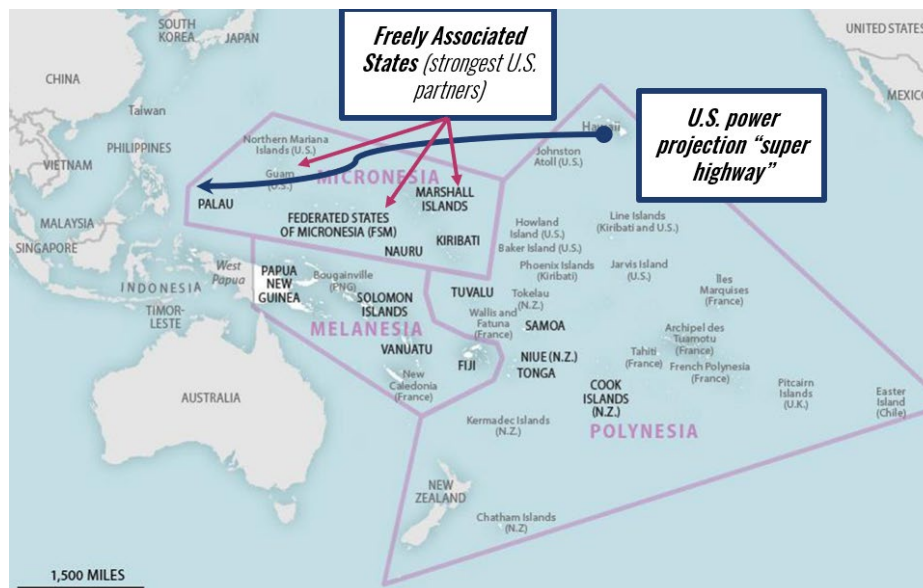 SOUTH
KOREA
JAPAN
CHINA
Taiwan
VIETNAM
PHILIPPINES
MALAYSIA
SINGAPORE
INDONESIA
TIMOR-
LESTE
AUSTRALIA
Freely Associated
States (strongest U.S.
partners)
Hawaii
U.S. power
projection “super
highway”
UNITED STATES
MEXICO
Northern Mariana
Islands (U.S.)
Guam
(U.S.)
MICRONESIA
Johnston
Atoll (U.S.)
PALAU
MARSHALL
ISLANDS
FEDERATED STATES
OF MICRONESIA (FSM)
NAURU
KIRIBATI
Howland
Island (U.S.)
Baker Island (U.S.)
Line Islands
(Kiribati and U.S.)
Phoenix Islands
(Kiribati)
Jarvis Island
(U.S.)
West
Papua
PAPUA
NEW
GUINEA
Bougainville
(PNG)
SOLOMON
ISLANDS
MELANESIA
VANUATU
New
Caledonia
(France)
FIJI
TUVALU
Tokelau
(N.Z.)
Wallis and
Fatuna
(France)
SAMOA
NIUE (N.Z.)
TONGA
COOK
ISLANDS
(N.Z.)
Îles
Marquises
(France)
Archipel des
Tuamotu
(France)
Tahiti
(France)
French Polynesia
(France)
Pitcairn
Islands
(U.K.)
Easter
Island
(Chile)
Kermadec Islands
(N.Z.)
POLYNESIA
NEW
ZEALAND
Chatham Islands
(N.Z)
1,500 MILES